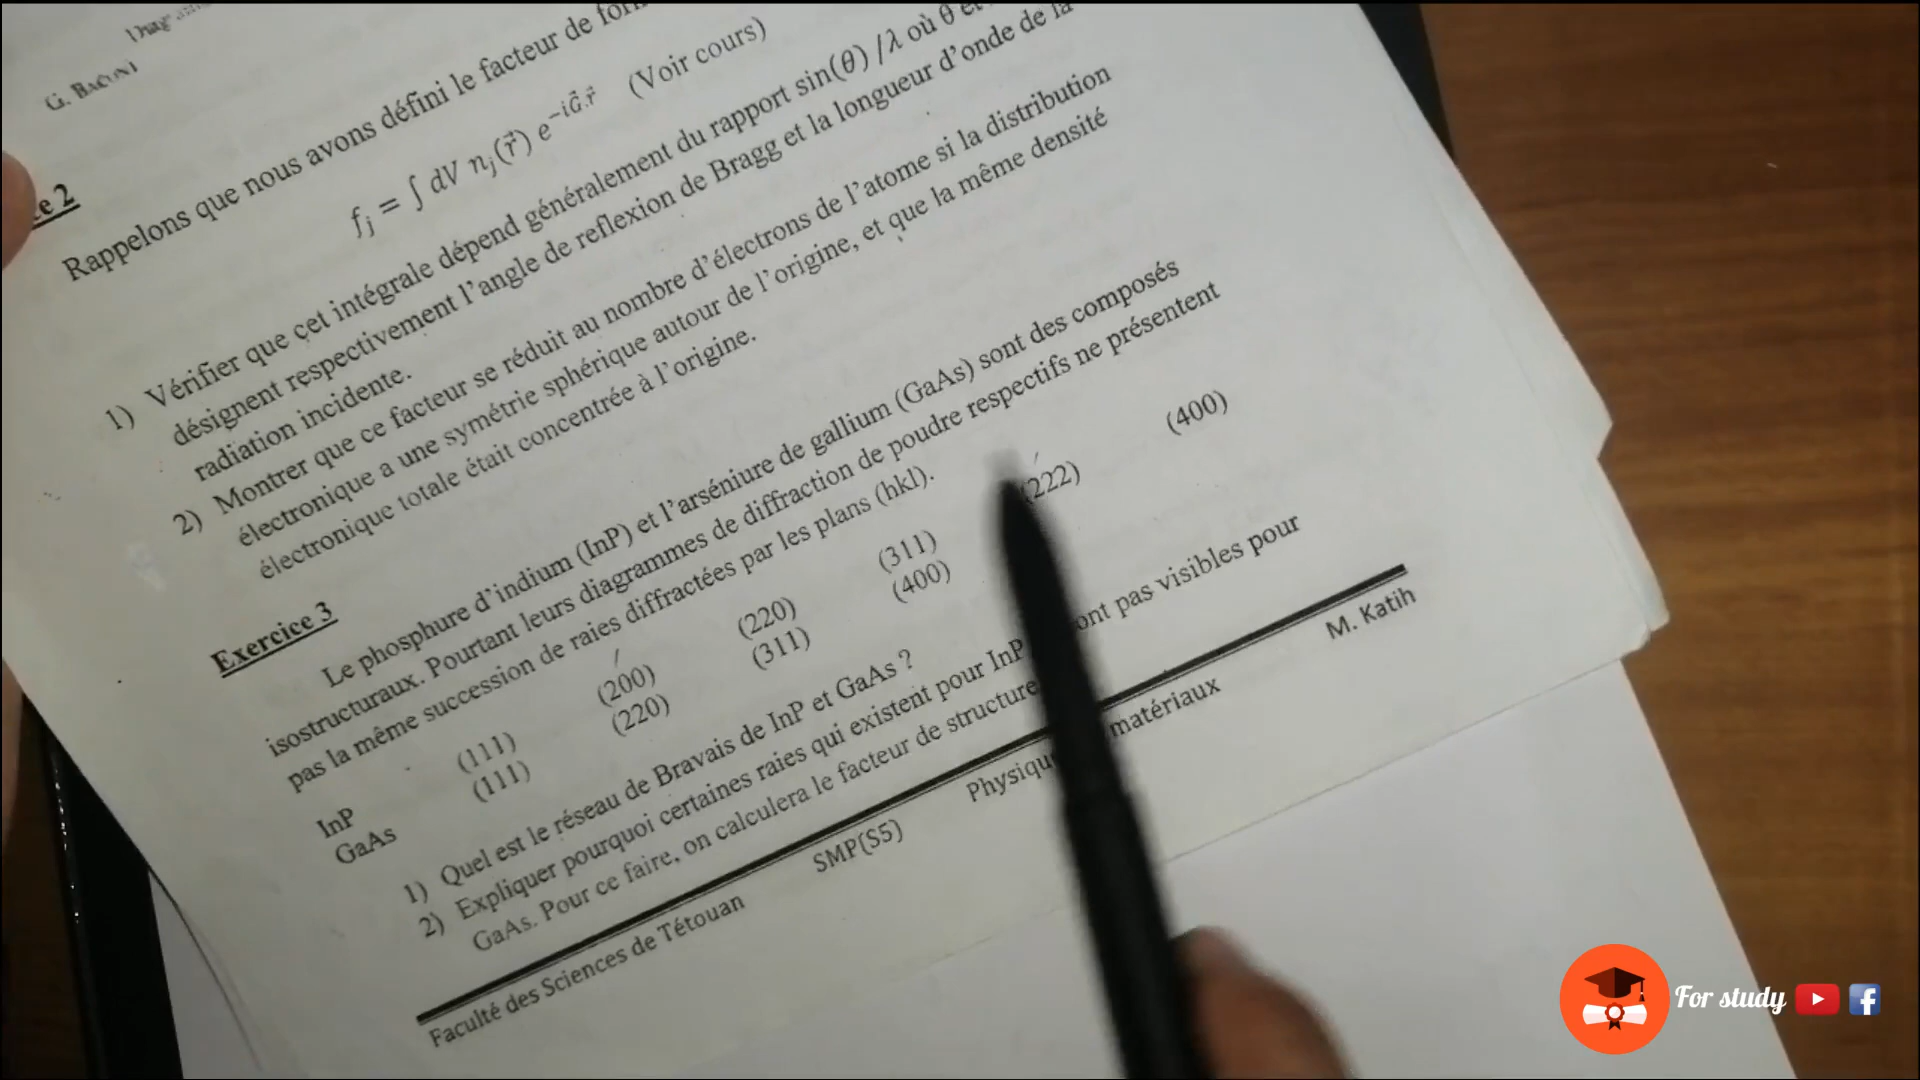 G. BACON
Rappelons que nous avons défini le facteur de
fj = ∫ dV nj(r⃗) e^{-iG⃗.r⃗} (Voir cours)
1) Vérifier que cet intégrale dépend généralement du rapport sin(θ) /λ où θ et
désignent respectivement l'angle de reflexion de Bragg et la longueur d'onde de la
radiation incidente.
2) Montrer que ce facteur se réduit au nombre d'électrons de l'atome si la distribution
électronique a une symétrie sphérique autour de l'origine, et que la même densité
électronique totale était concentrée à l'origine.
Exercice 3
Le phosphure d'indium (InP) et l'arséniure de gallium (GaAs) sont des composés
isostructuraux. Pourtant leurs diagrammes de diffraction de poudre respectifs ne présentent
pas la même succession de raies diffractées par les plans (hkl).
InP (111) (200) (220) (311) (222) (400)
GaAs (111) (220) (311) (400)
1) Quel est le réseau de Bravais de InP et GaAs ?
2) Expliquer pourquoi certaines raies qui existent pour InP pas visibles pour
GaAs. Pour ce faire, on calculera le facteur de structure
Faculté des Sciences de Tétouan SMP(S5) matériaux M. Katih
For study